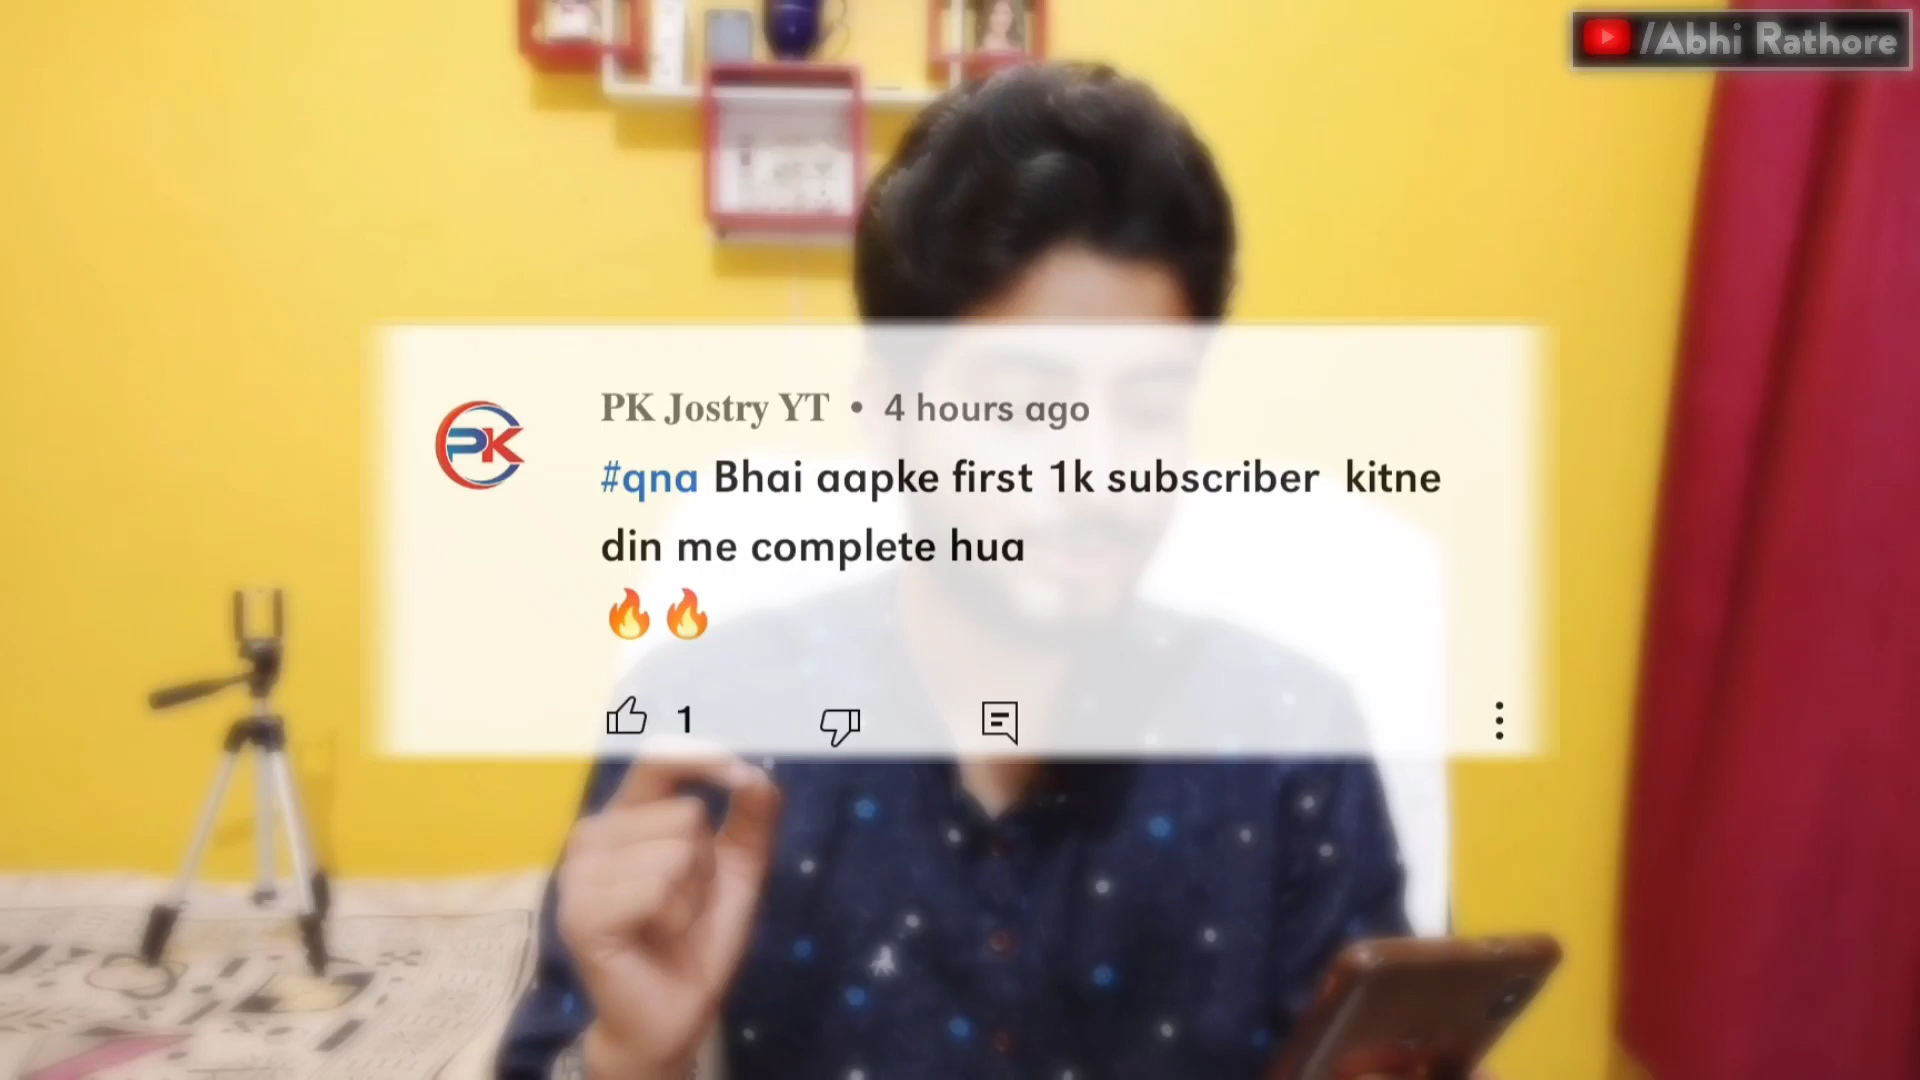 /Abhi Rathore
PK Jostry YT • 4 hours ago
#qna Bhai aapke first 1k subscriber kitne
din me complete hua
🔥🔥
1
PK